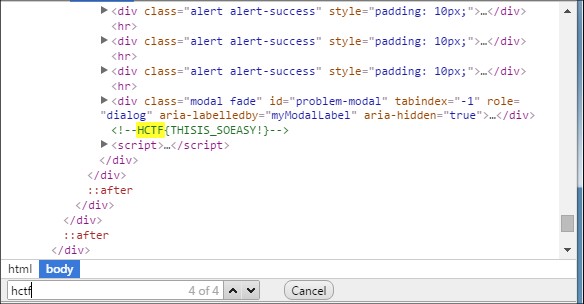 ▶<div class="alert alert-success" style="padding: 10px;">…</div>
<hr>
▶<div class="alert alert-success" style="padding: 10px;">…</div>
<hr>
▶<div class="alert alert-success" style="padding: 10px;">…</div>
<hr>
▶<div class="modal fade" id="problem-modal" tabindex="-1" role=
"dialog" aria-labelledby="myModalLabel" aria-hidden="true">…</div>
<!--HCTF{THISIS_SOEASY!}-->
▶<script>…</script>
</div>
</div>
::after
</div>
</div>
::after
</div>
html body
hctf 4 of 4 Cancel